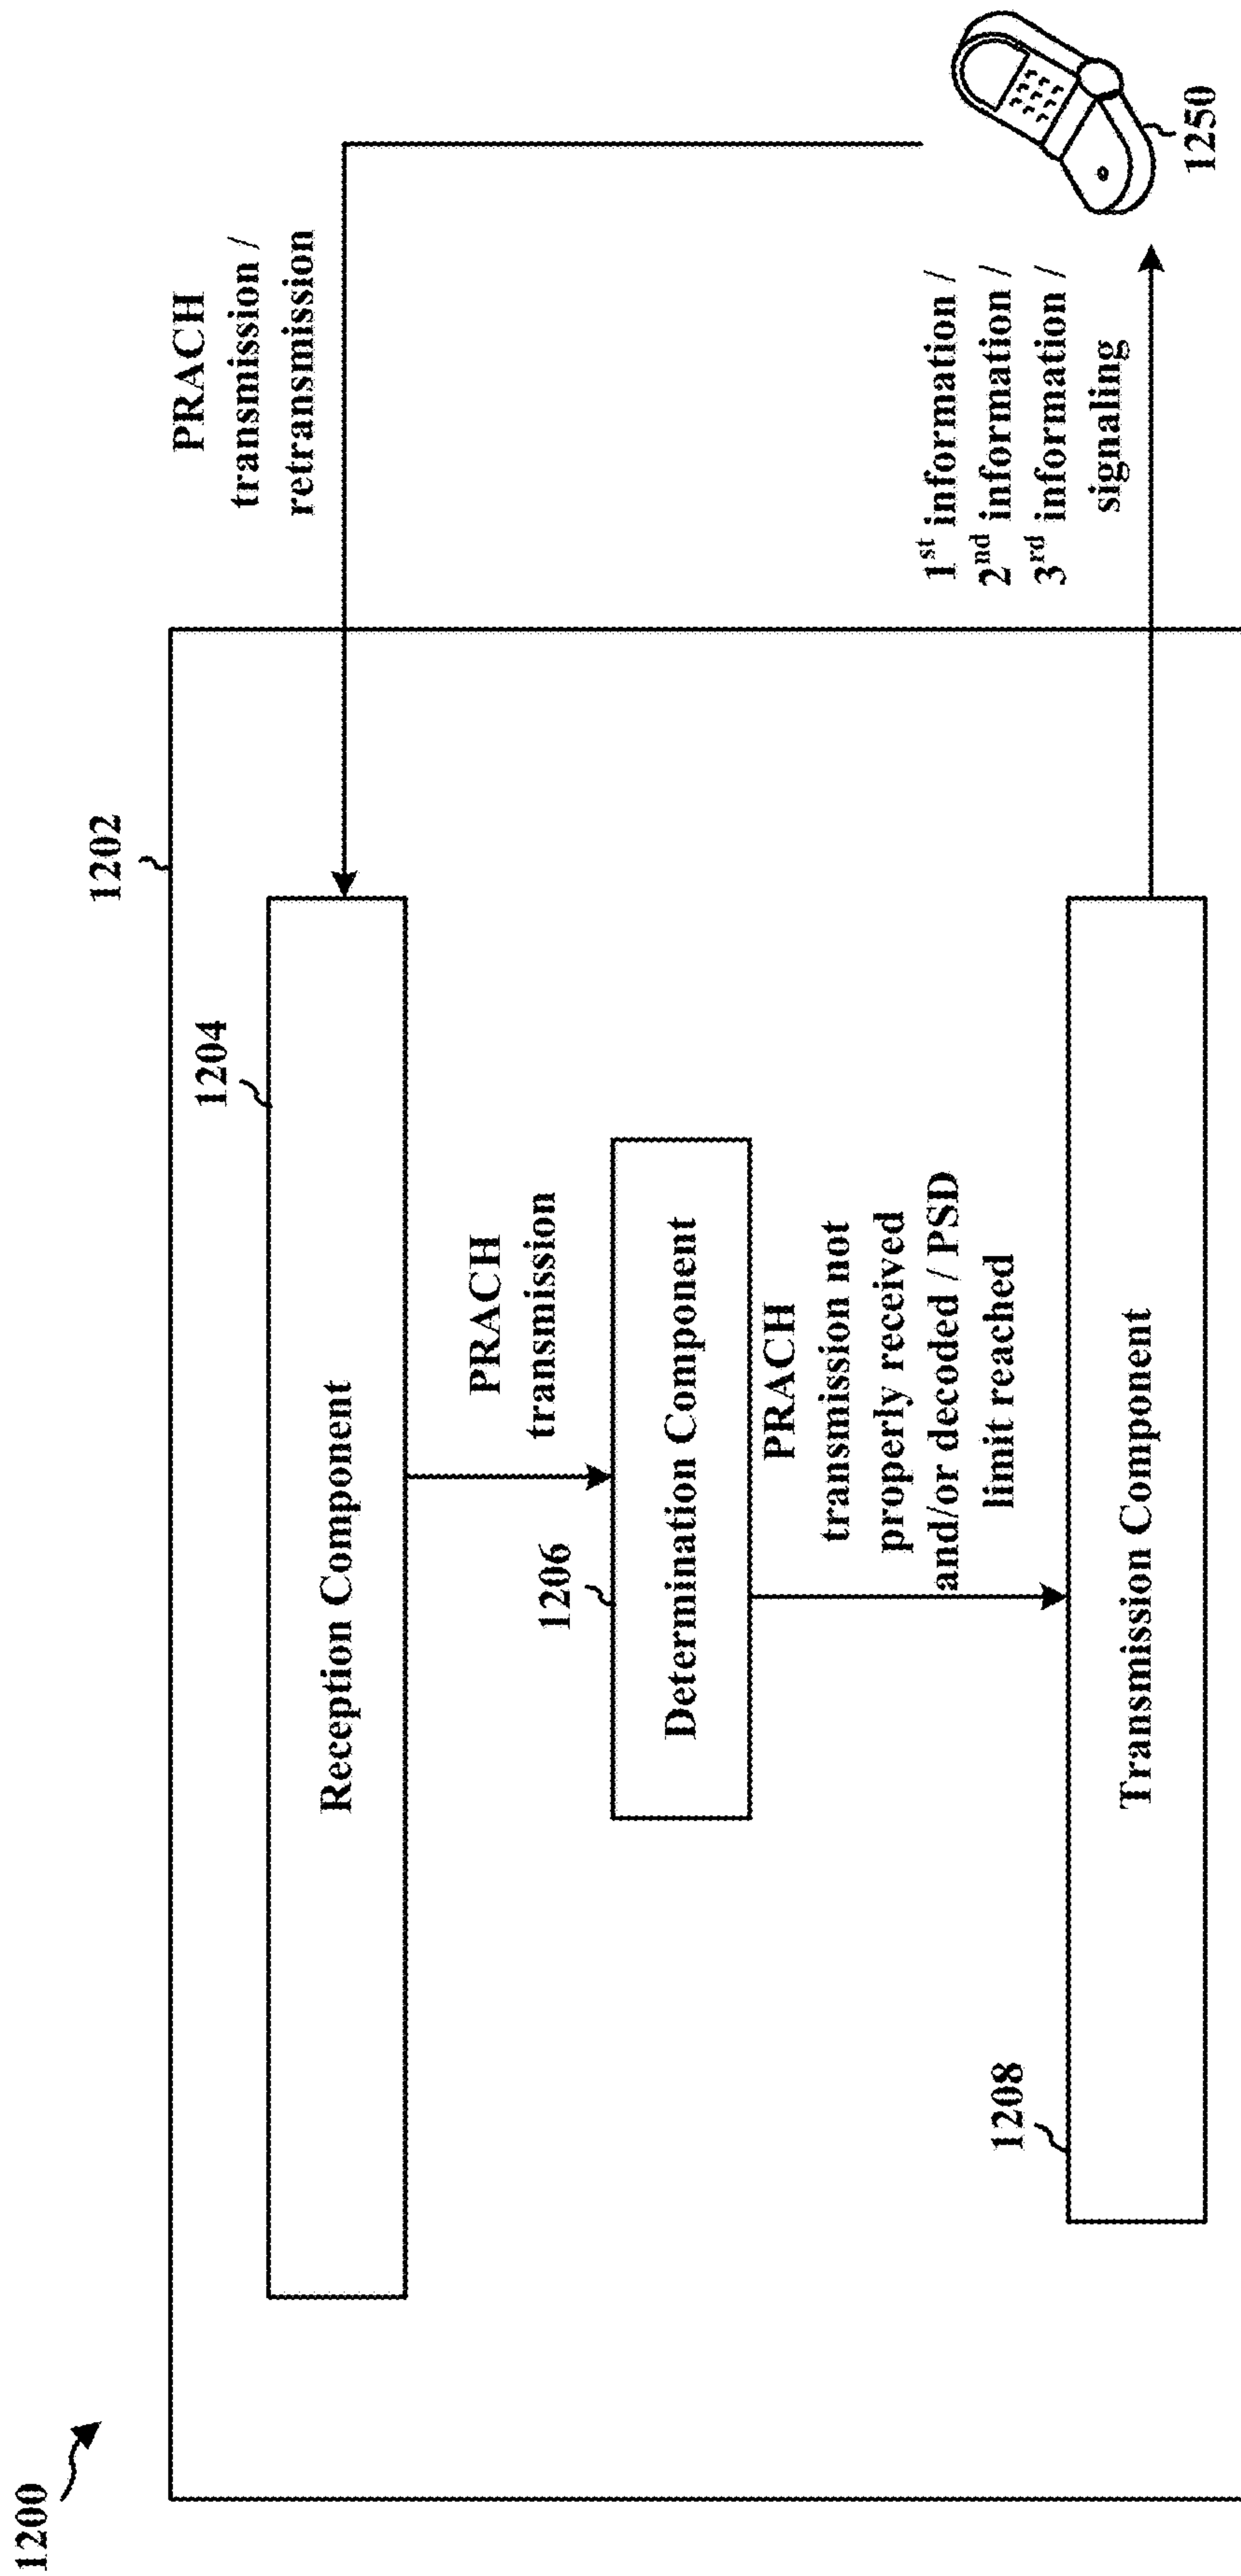 1200
1202
1204
Reception Component
PRACH
transmission /
retransmission
PRACH
transmission
1206
Determination Component
PRACH
transmission not
properly received
and/or decoded / PSD
limit reached
1208
Transmission Component
1st information /
2nd information /
3rd information /
signaling
1250